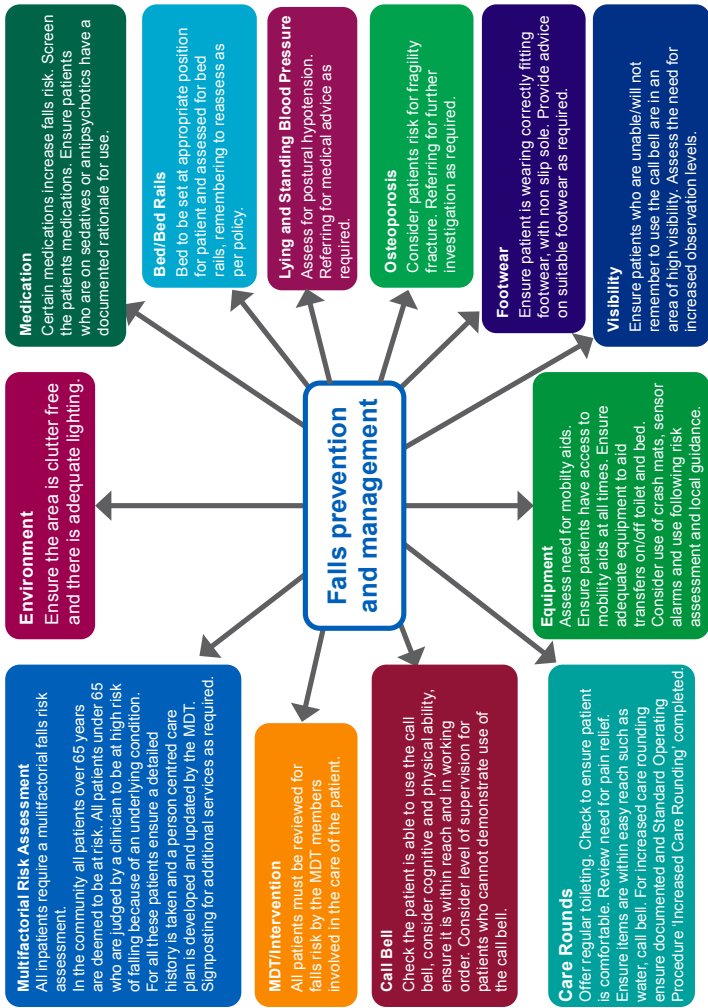 Multifactorial Risk Assessment
All inpatients require a mulitfactorial falls risk
assessment.
In the community all patients over 65 years
are deemed to be at risk. All patients under 65
who are judged by a clinician to be at high risk
of falling because of an underlying condition.
For all these patients ensure a detailed
history is taken and a person centred care
plan is developed and updated by the MDT.
Signposting for additional services as required.
Environment
Ensure the area is clutter free
and there is adequate lighting.
Medication
Certain medications increase falls risk. Screen
the patients medications. Ensure patients
who are on sedatives or antipsychotics have a
documented rationale for use.
MDT/Intervention
All patients must be reviewed for
falls risk by the MDT members
involved in the care of the patient.
Falls prevention
and management
Bed/Bed Rails
Bed to be set at appropriate position
for patient and assessed for bed
rails, remembering to reassess as
per policy.
Lying and Standing Blood Pressure
Assess for postural hypotension.
Referring for medical advice as
required.
Call Bell
Check the patient is able to use the call
bell, consider cognitive and physical ability,
ensure it is within reach and in working
order. Consider level of supervision for
patients who cannot demonstrate use of
the call bell.
Osteoporosis
Consider patients risk for fragility
fracture. Referring for further
investigation as required.
Footwear
Ensure patient is wearing correctly fitting
footwear, with non slip sole. Provide advice
on suitable footwear as required.
Care Rounds
Offer regular toileting. Check to ensure patient
is comfortable. Review need for pain relief.
Ensure items are within easy reach such as
water, call bell. For increased care rounding
ensure documented and Standard Operating
Procedure 'Increased Care Rounding' completed.
Equipment
Assess need for mobilty aids.
Ensure patients have access to
mobility aids at all times. Ensure
adequate equipment to aid
transfers on/off toilet and bed.
Consider use of crash mats, sensor
alarms and use following risk
assessment and local guidance.
Visibility
Ensure patients who are unable/will not
remember to use the call bell are in an
area of high visibility. Assess the need for
increased observation levels.